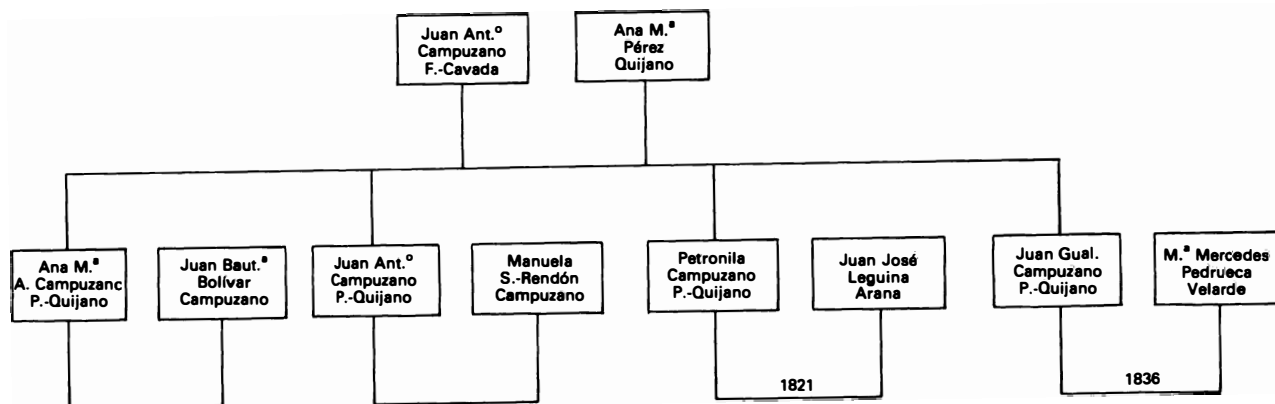 Juan Ant.º
Campuzano
F.-Cavada
Ana M.ª
Pérez
Quijano
Ana M.ª
A. Campuzanc
P.-Quijano
Juan Baut.ª
Bolívar
Campuzano
Juan Ant.º
Campuzano
P.-Quijano
Manuela
S.-Rendón
Campuzano
Petronila
Campuzano
P.-Quijano
Juan José
Leguina
Arana
Juan Gual.
Campuzano
P.-Quijano
M.ª Mercedes
Pedrueca
Velarde
1821
1836